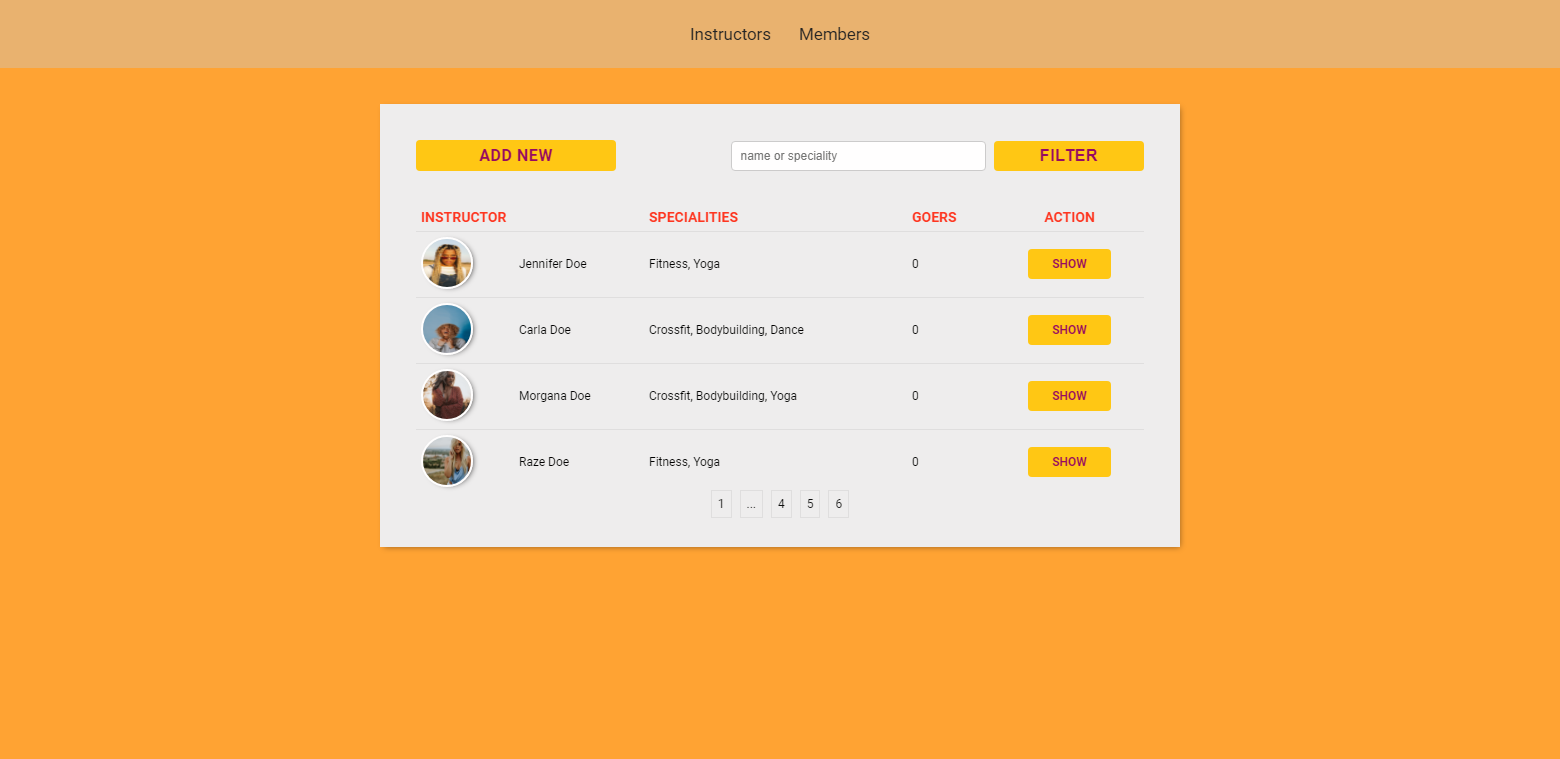 Instructors Members
ADD NEW name or speciality FILTER
INSTRUCTOR SPECIALITIES GOERS ACTION
Jennifer Doe Fitness, Yoga 0 SHOW
Carla Doe Crossfit, Bodybuilding, Dance 0 SHOW
Morgana Doe Crossfit, Bodybuilding, Yoga 0 SHOW
Raze Doe Fitness, Yoga 0 SHOW
1 ... 4 5 6